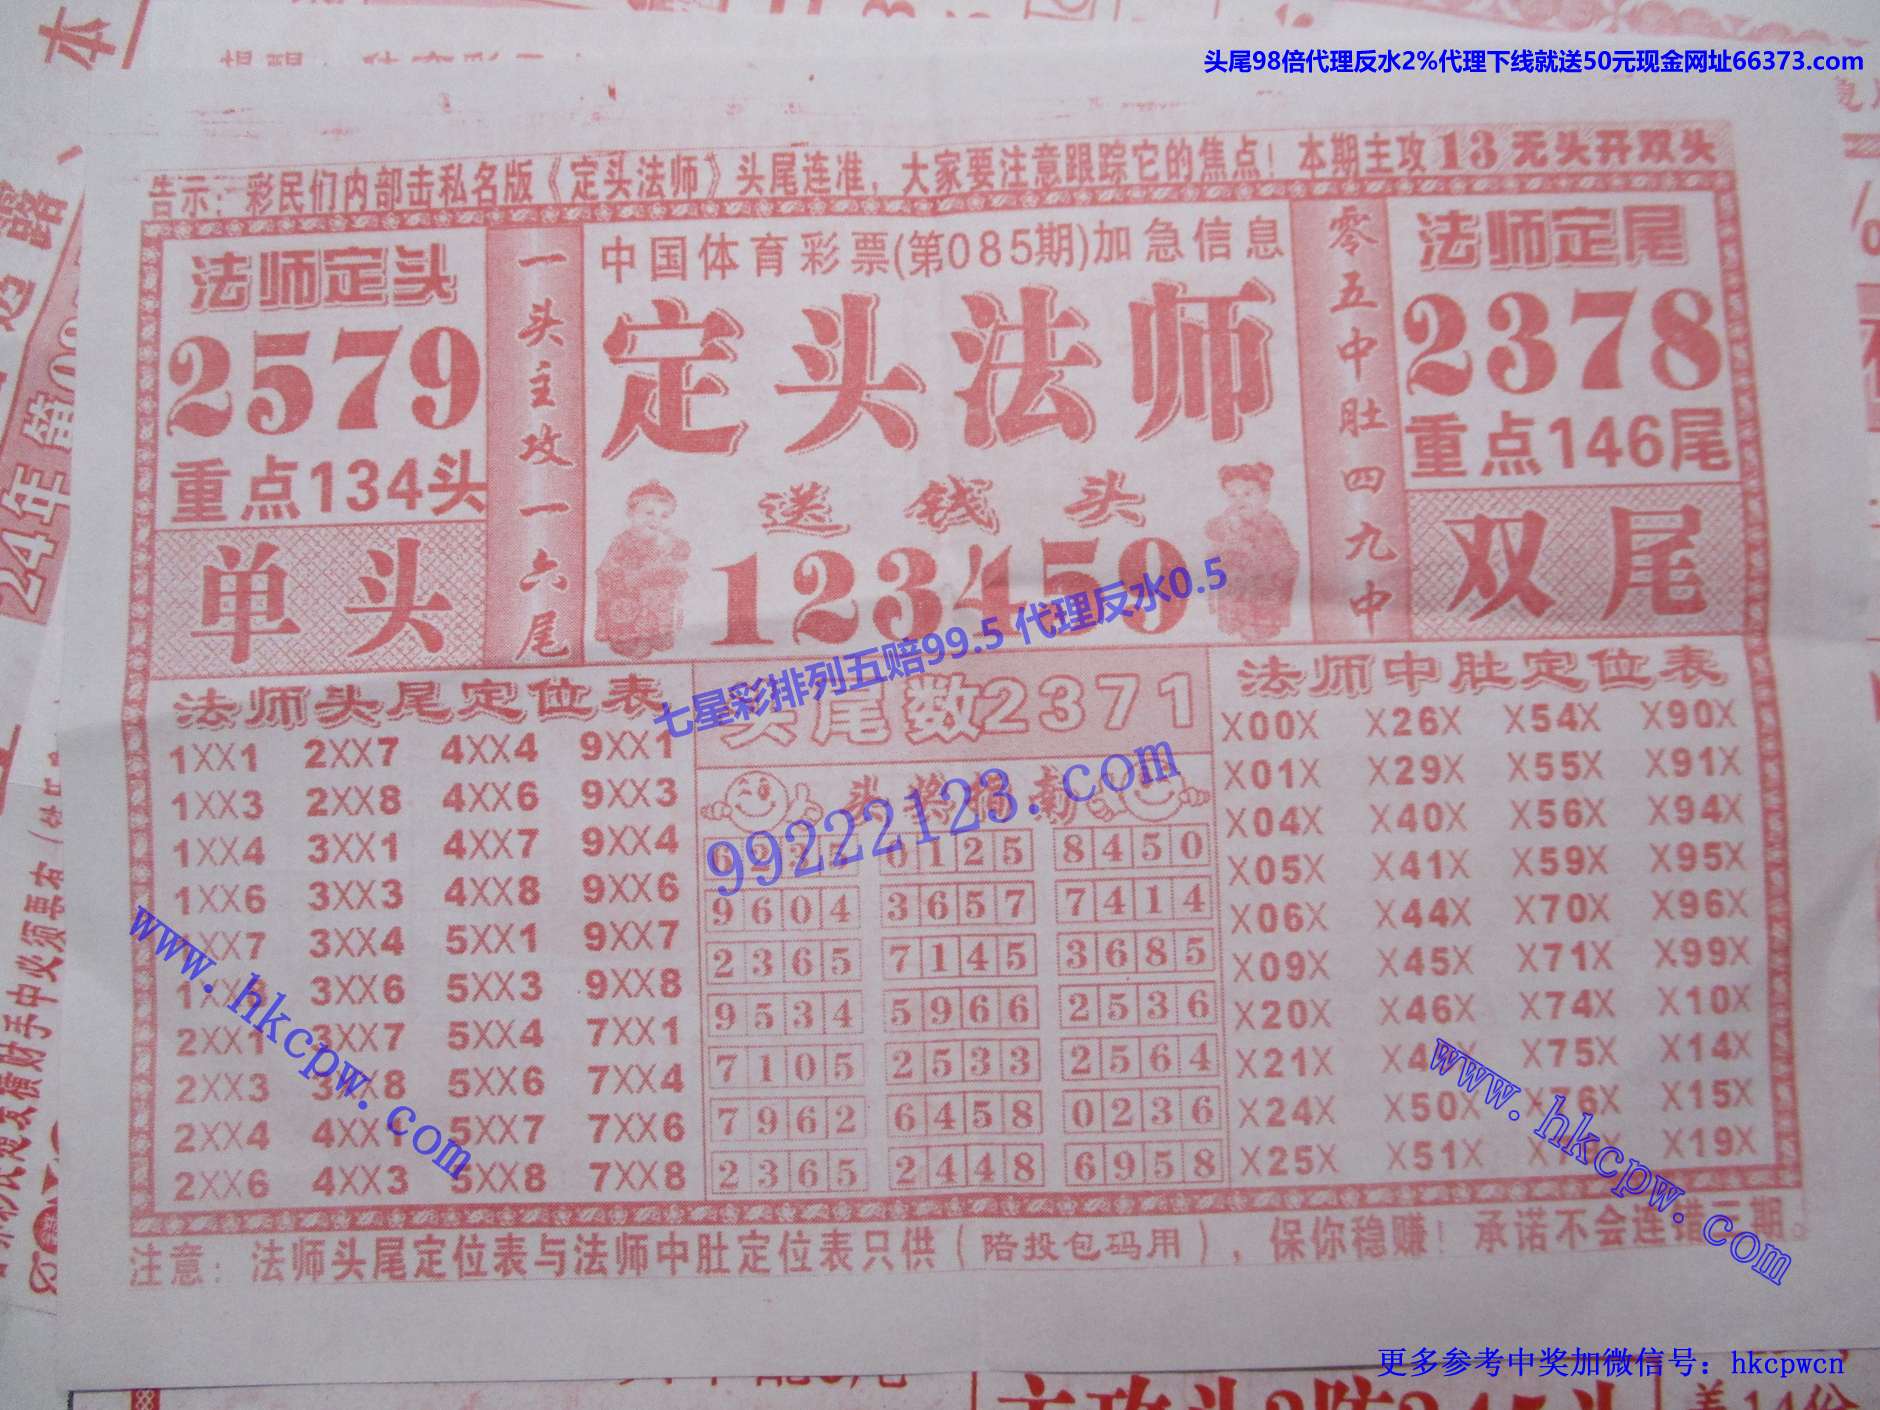 头尾98倍代理反水2%代理下线就送50元现金网址66373.com
告示:彩民们内部击私名版《定头法师》头尾连准,大家要注意跟踪它的焦点!本期主攻13无头开双头
法师定头
2579
重点134头
单头
一头主攻一六尾
中国体育彩票(第085期)加急信息
定头法师
送钱头
123459
零五中肚四九中
法师定尾
2378
重点146尾
双尾
法师头尾定位表
1XX1 2XX7 4XX4 9XX1
1XX3 2XX8 4XX6 9XX3
1XX4 3XX1 4XX7 9XX4
1XX6 3XX3 4XX8 9XX6
1XX7 3XX4 5XX1 9XX7
3XX6 5XX3 9XX8
2XX1 3XX7 5XX4 7XX1
2XX3 3XX8 5XX6 7XX4
2XX4 5XX7 7XX6
2XX6 4XX3 5XX8 7XX8
头尾数2371
头奖指南
0125 8450
9604 3657 7414
2365 7145 3685
9534 5966 2536
7105 2533 2564
7962 6458 0236
2365 2448 6958
法师中肚定位表
X00X X26X X54X X90X
X01X X29X X55X X91X
X04X X40X X56X X94X
X05X X41X X59X X95X
X06X X44X X70X X96X
X09X X45X X71X X99X
X20X X46X X74X X10X
X21X X75X X14X
X24X X50X X76X X15X
X25X X51X X19X
注意:法师头尾定位表与法师中肚定位表只供(陪投包码用),保你稳赚!承诺不会连错三期。
七星彩排列五赔99.5 代理反水0.5
99222123.com
www.hkcpw.com
www.hkcpw.com
更多参考中奖加微信号:hkcpwcn
24年第